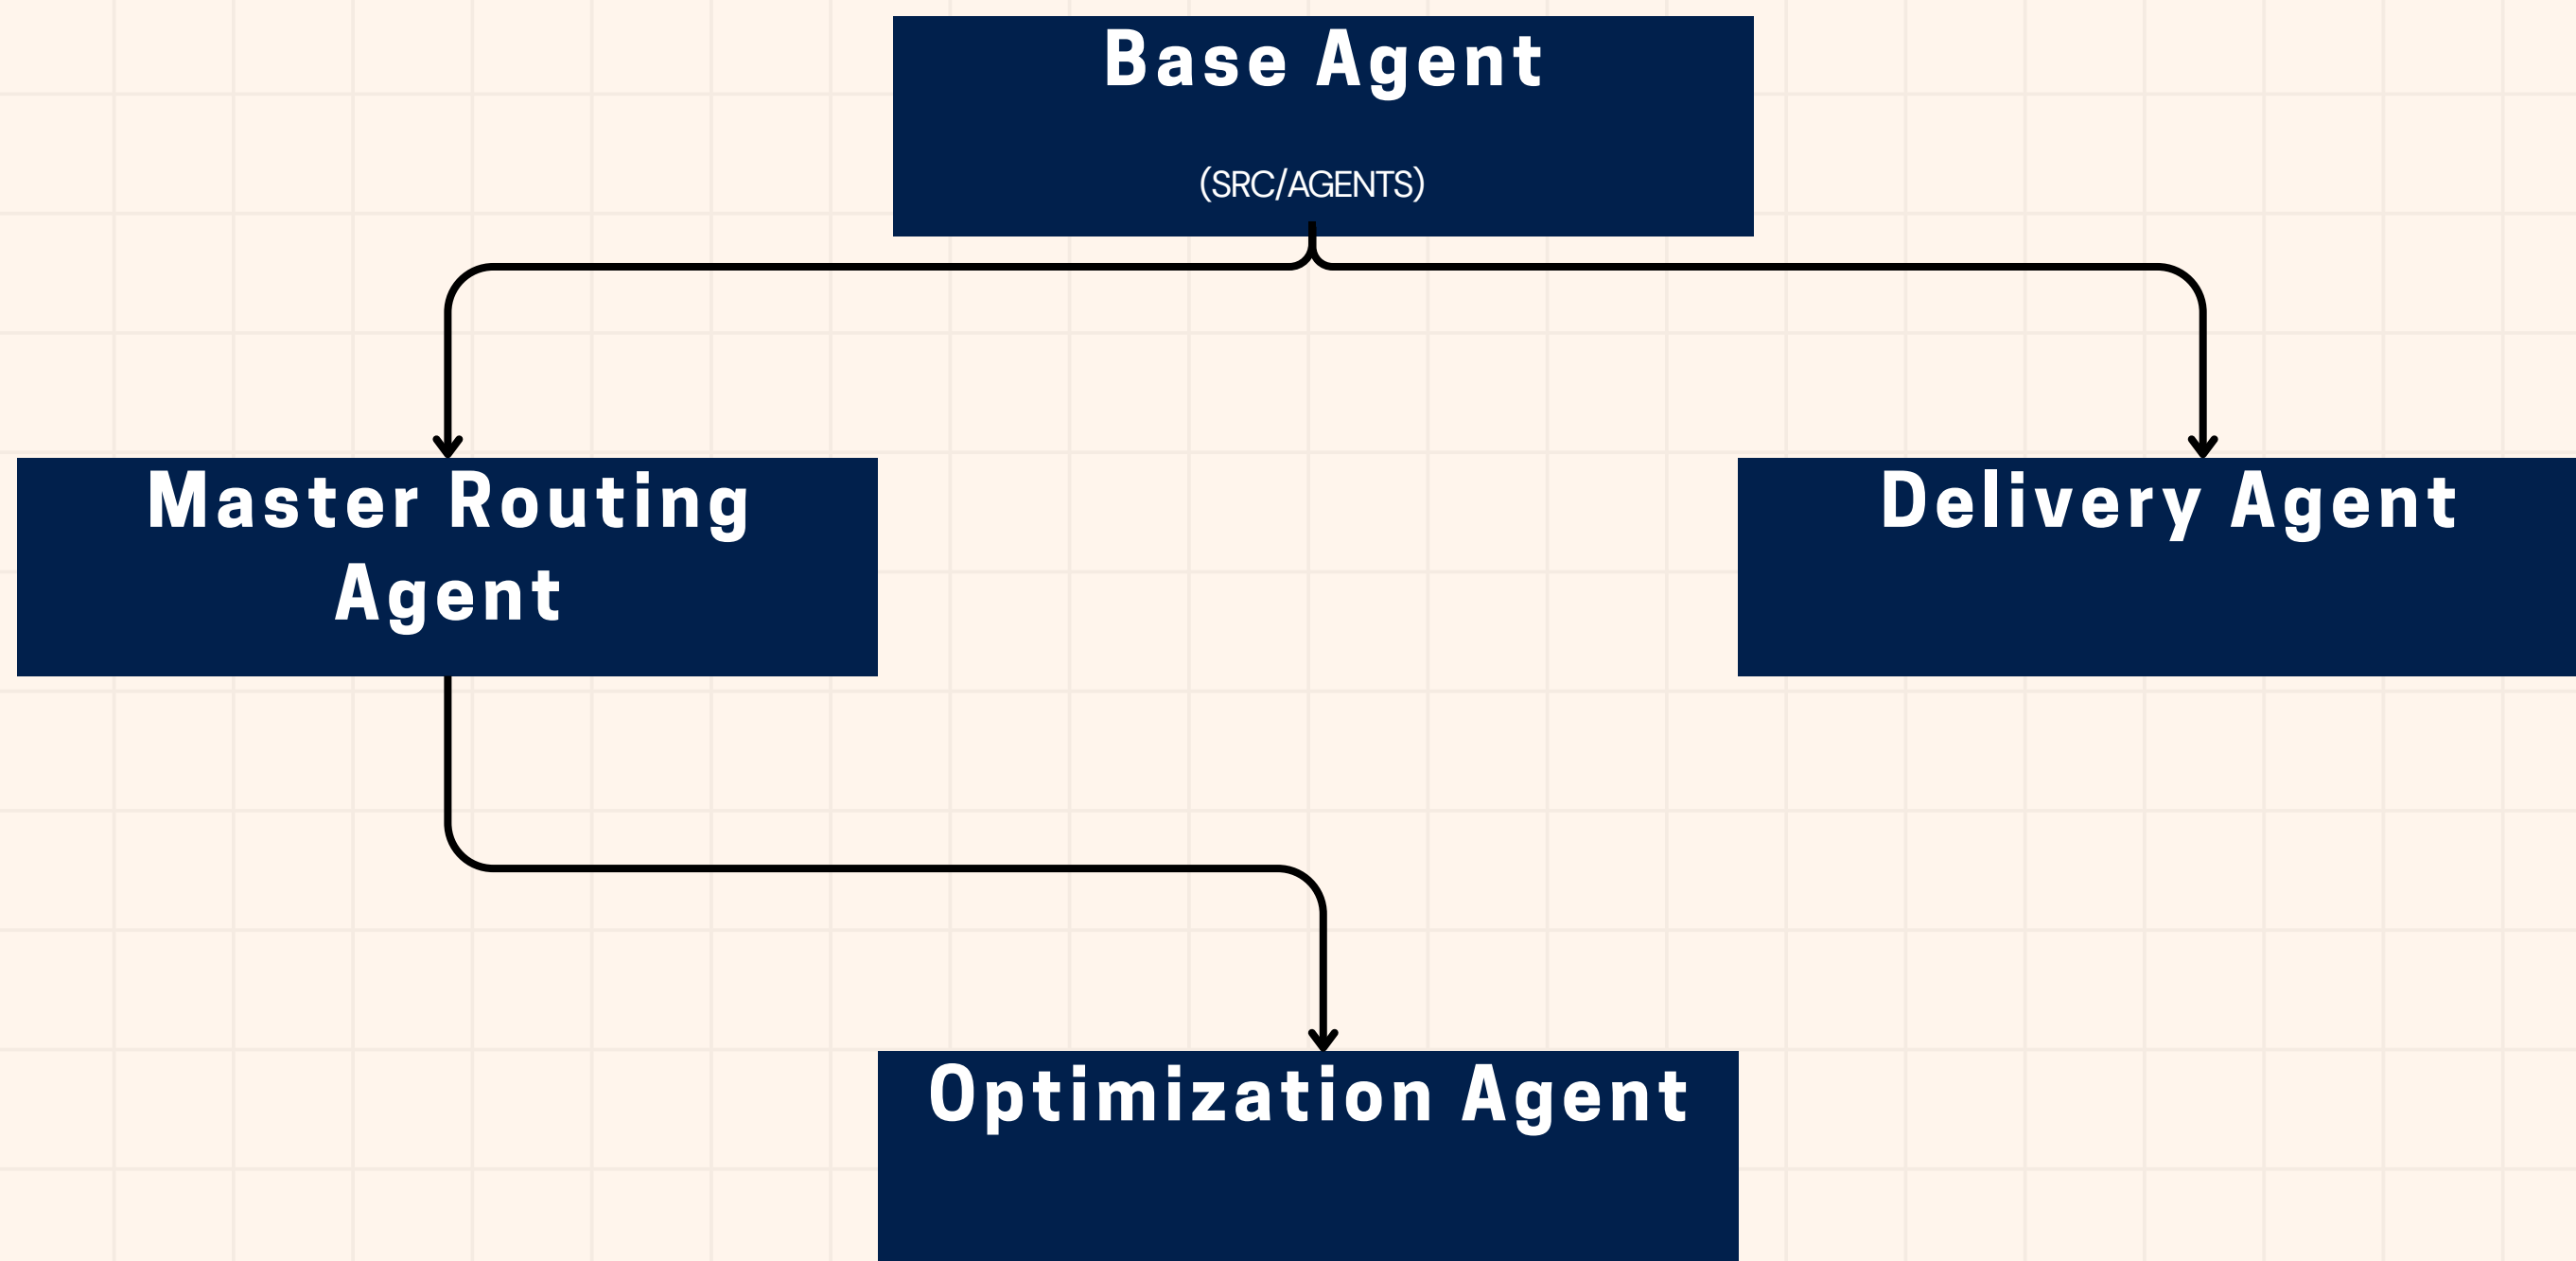 Base Agent
(SRC/AGENTS)
Master Routing
Agent
Delivery Agent
Optimization Agent